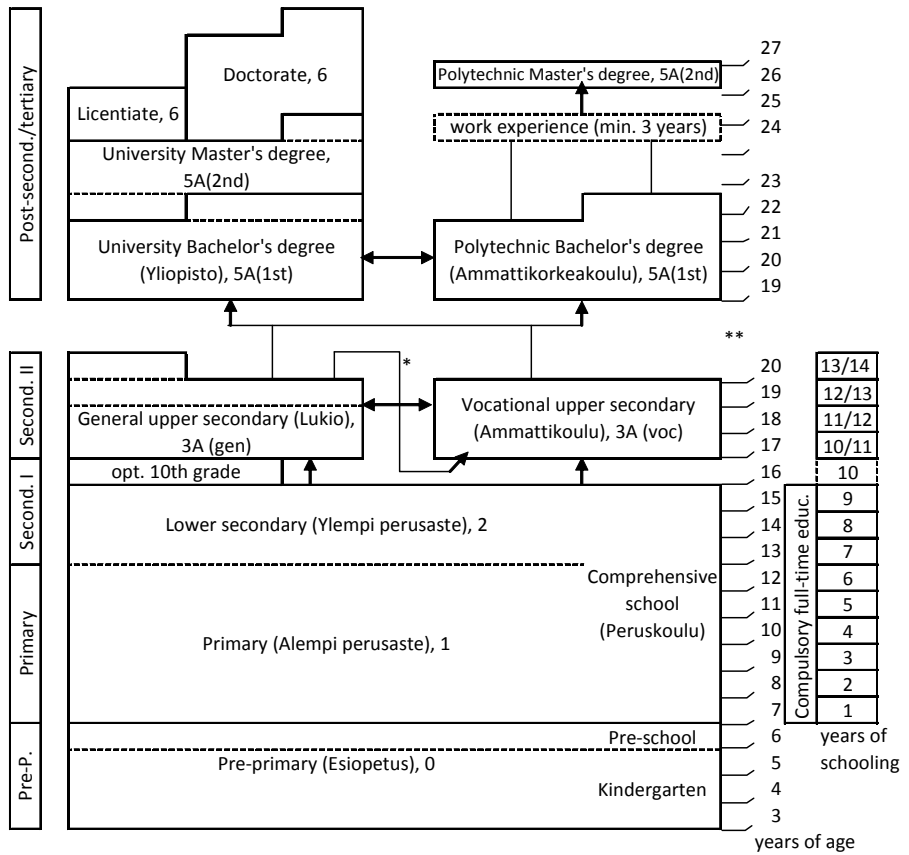 Post-second./tertiary
Doctorate, 6
Licentiate, 6
University Master's degree,
5A(2nd)
University Bachelor's degree
(Yliopisto), 5A(1st)
Polytechnic Master's degree, 5A(2nd)
work experience (min. 3 years)
Polytechnic Bachelor's degree
(Ammattikorkeakoulu), 5A(1st)
27
26
25
24
23
22
21
20
19
*
**
Second. II
General upper secondary (Lukio),
3A (gen)
Vocational upper secondary
(Ammattikoulu), 3A (voc)
20
19
18
17
13/14
12/13
11/12
10/11
Second. I
opt. 10th grade
Lower secondary (Ylempi perusaste), 2
16
15
14
13
10
9
8
7
Primary
Primary (Alempi perusaste), 1
Comprehensive
school
(Peruskoulu)
12
11
10
9
8
7
Compulsory full-time educ.
6
5
4
3
2
1
Pre-P.
Pre-school
Pre-primary (Esiopetus), 0
Kindergarten
6
5
4
3
years of
schooling
years of age